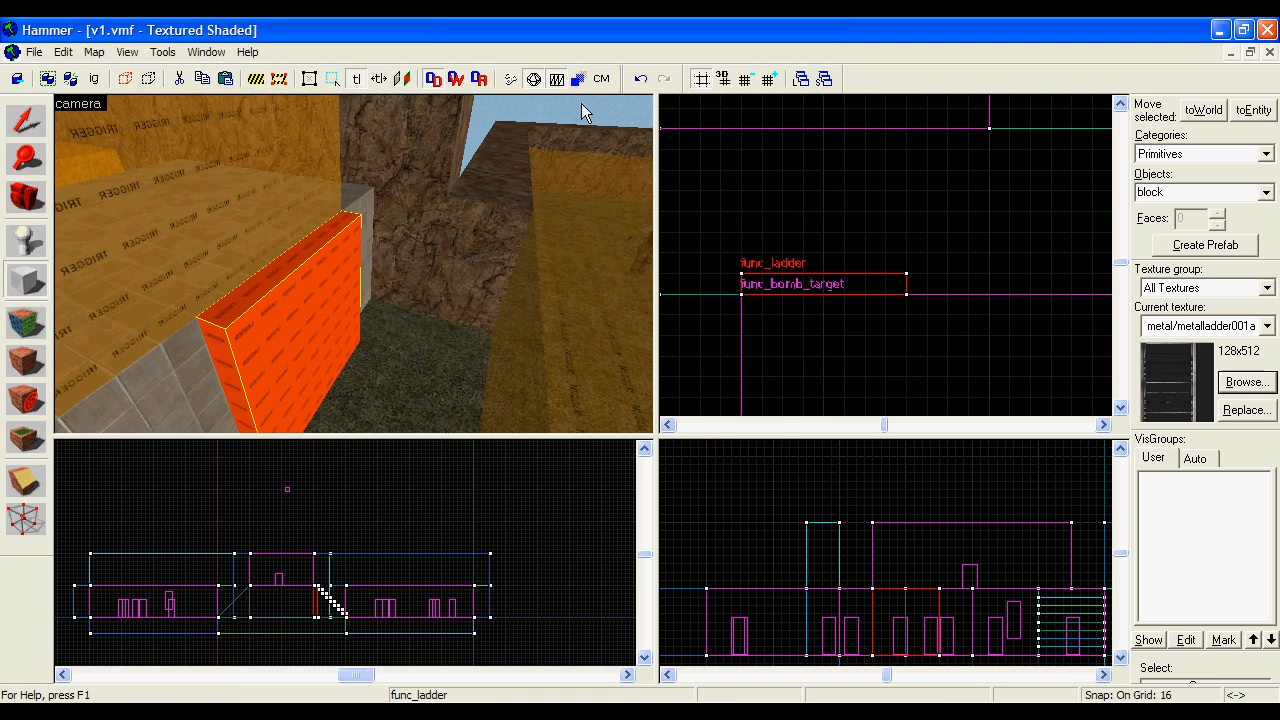 Hammer - [v1.vmf - Textured Shaded]
File Edit Map View Tools Window Help
CM
camera
TRIGGER
func_ladder
func_bomb_target
Move selected:
toWorld
toEntity
Categories:
Primitives
Objects:
block
Faces: 0
Create Prefab
Texture group:
All Textures
Current texture:
metal/metalladder001a
128x512
Browse...
Replace...
VisGroups
User Auto
Show Edit Mark
Select:
For Help, press F1
func_ladder
Snap: On Grid: 16
<->